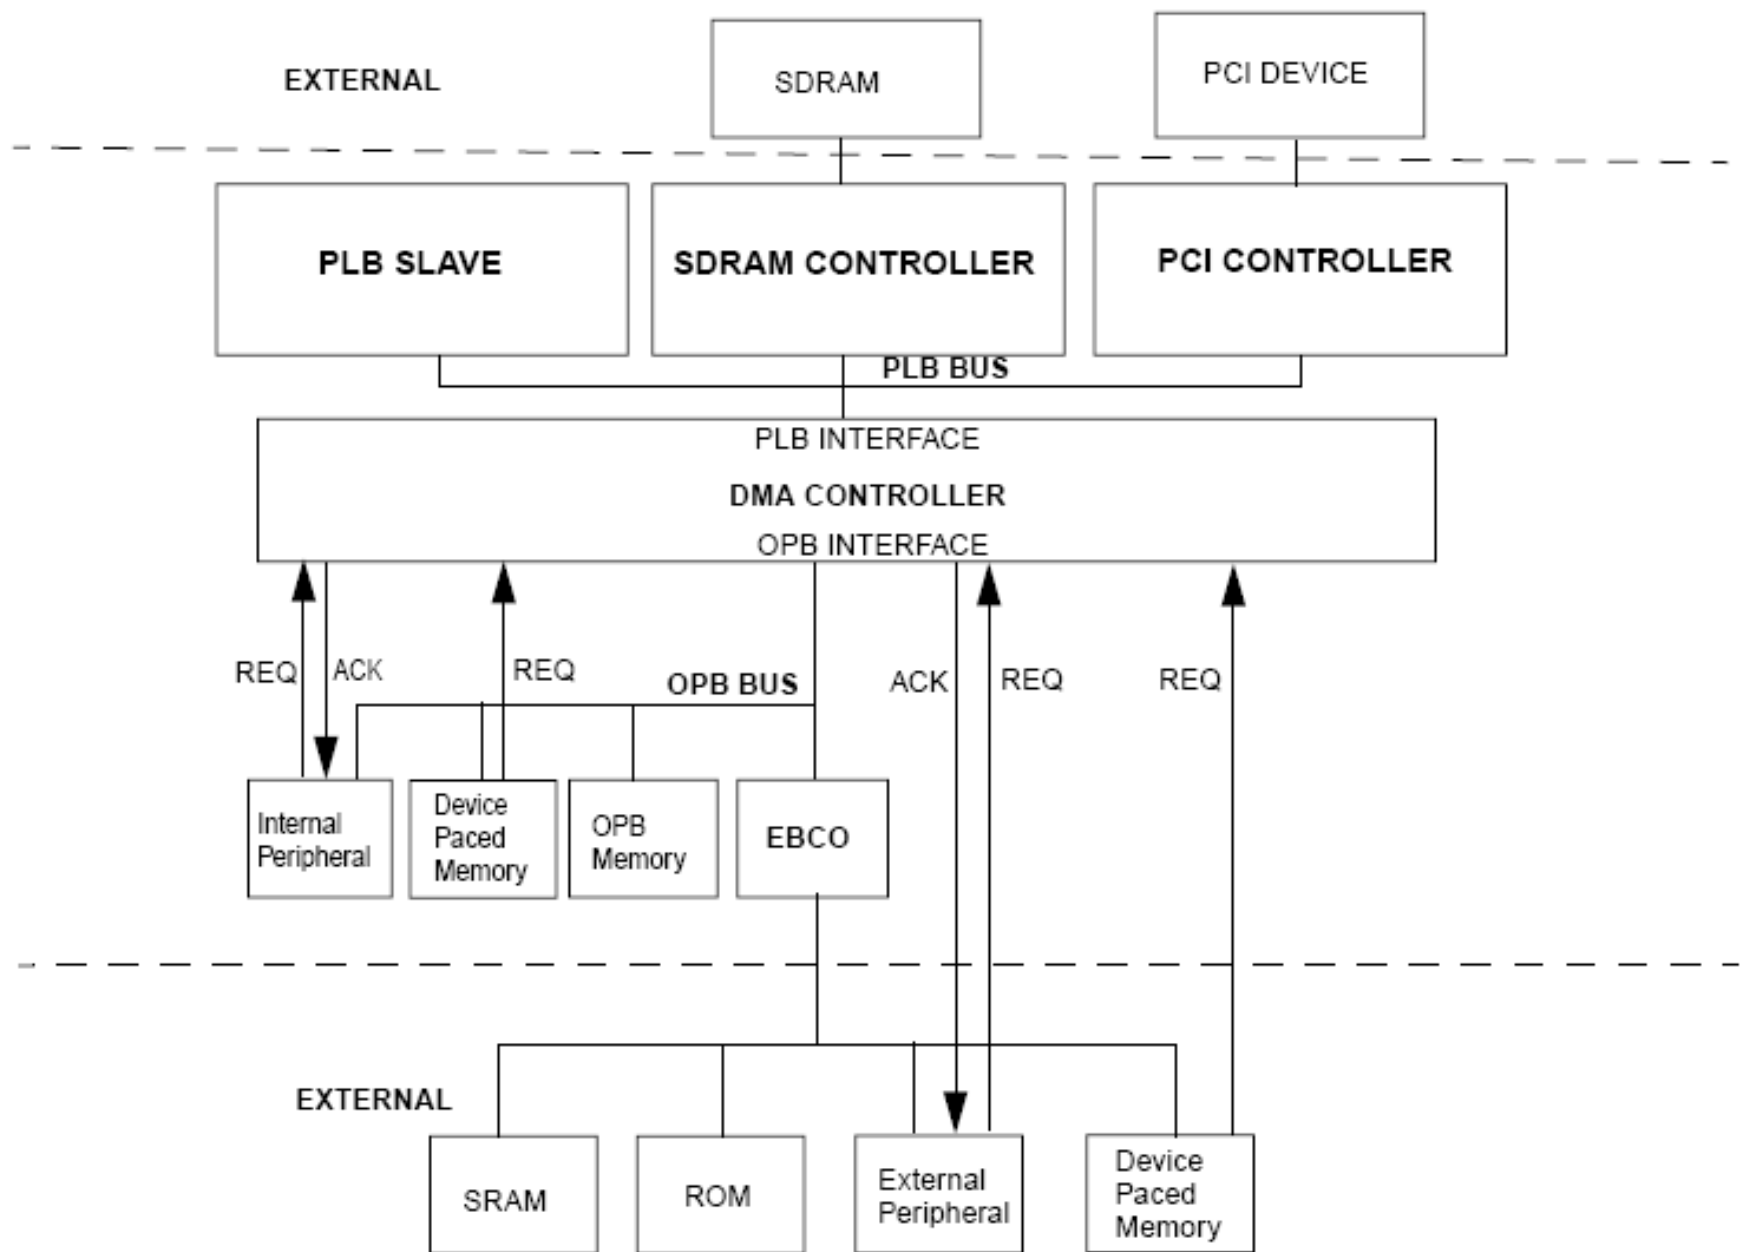 EXTERNAL
SDRAM
PCI DEVICE
PLB SLAVE
SDRAM CONTROLLER
PCI CONTROLLER
PLB BUS
PLB INTERFACE
DMA CONTROLLER
OPB INTERFACE
REQ
ACK
REQ
OPB BUS
ACK
REQ
REQ
Internal
Peripheral
Device
Paced
Memory
OPB
Memory
EBCO
EXTERNAL
SRAM
ROM
External
Peripheral
Device
Paced
Memory